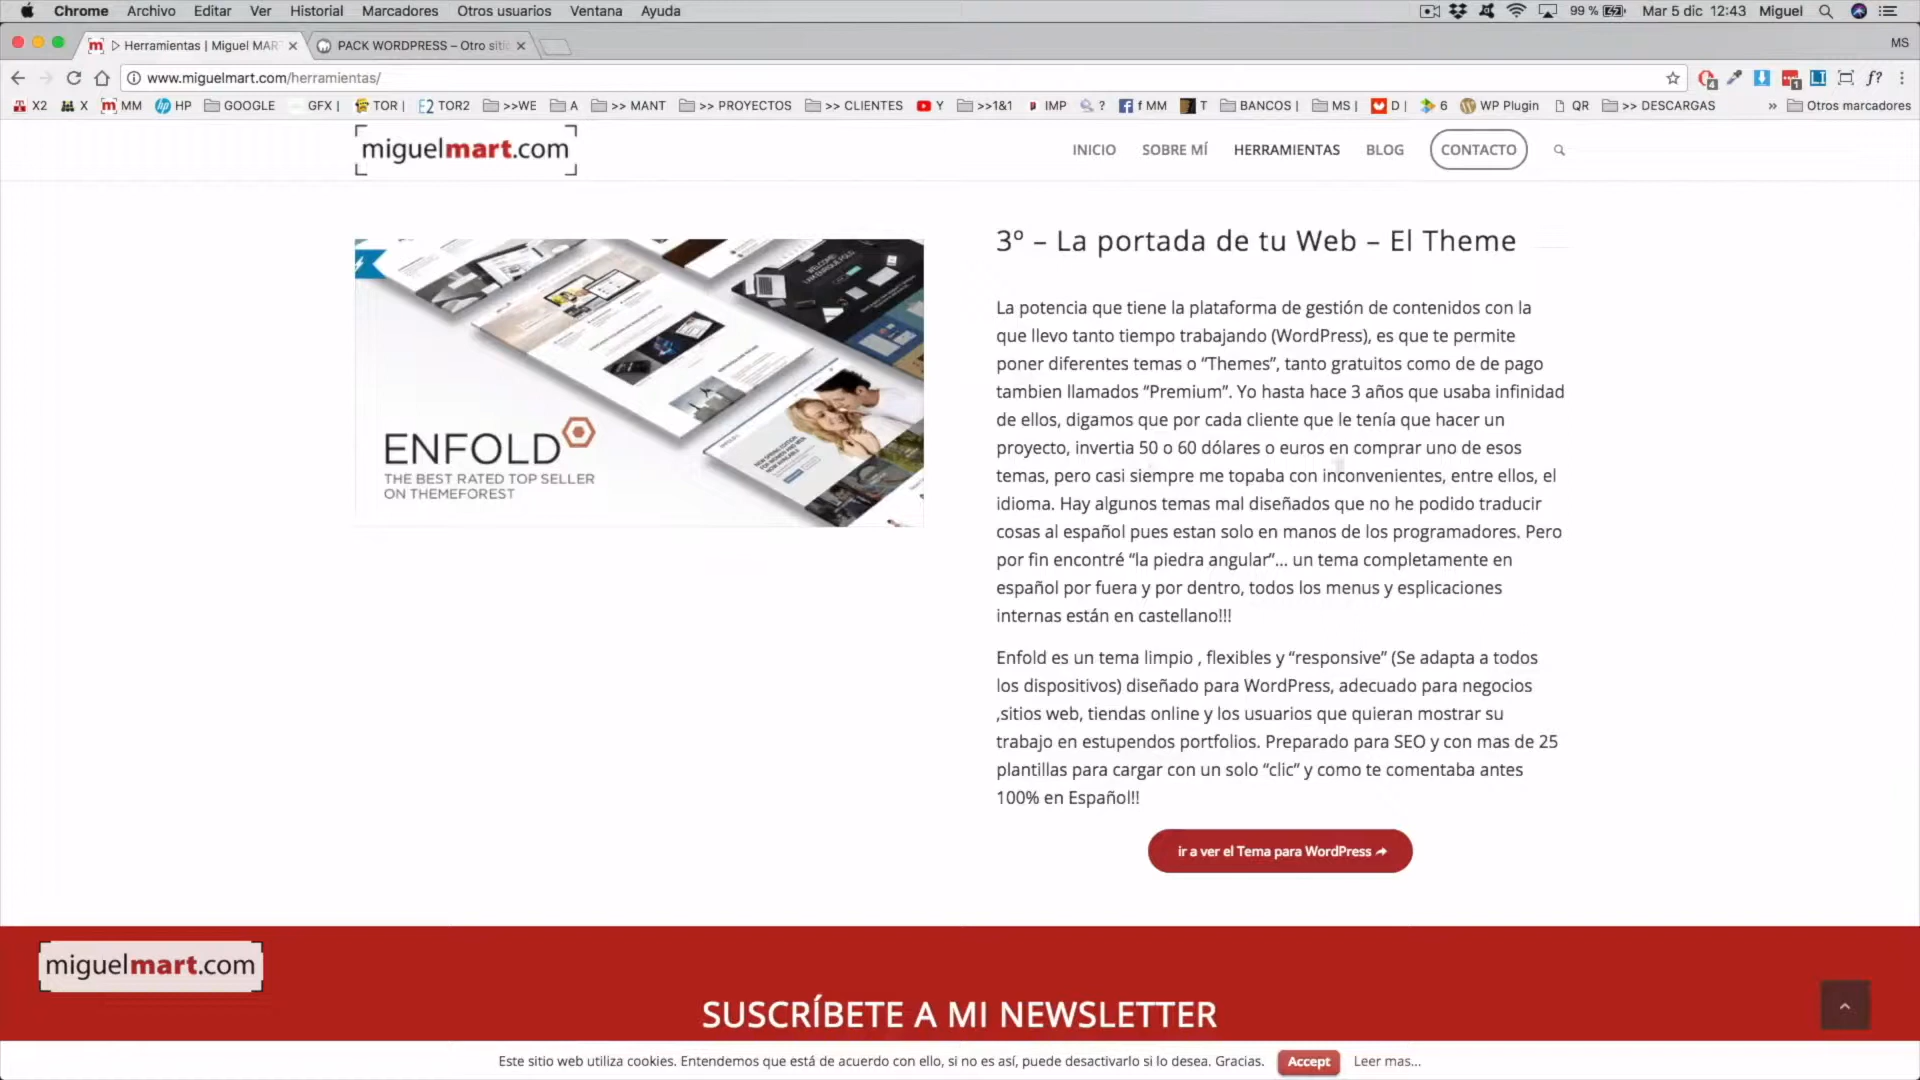 Chrome Archivo Editar Ver Historial Marcadores Otros usuarios Ventana Ayuda 99 % Mar 5 dic 12:43 Miguel
Herramientas | Miguel MAR PACK WORDPRESS – Otro siti MS
www.miguelmart.com/herramientas/
X2 X MM HP GOOGLE GFX | TOR | TOR2 >>WE A >> MANT >> PROYECTOS >> CLIENTES Y >>1&1 IMP ? f MM T BANCOS | MS | D | 6 WP Plugin QR >> DESCARGAS » Otros marcadores
miguelmart.com INICIO SOBRE MÍ HERRAMIENTAS BLOG CONTACTO
ENFOLD
THE BEST RATED TOP SELLER
ON THEMEFOREST
3º – La portada de tu Web – El Theme
La potencia que tiene la plataforma de gestión de contenidos con la
que llevo tanto tiempo trabajando (WordPress), es que te permite
poner diferentes temas o “Themes”, tanto gratuitos como de de pago
tambien llamados “Premium”. Yo hasta hace 3 años que usaba infinidad
de ellos, digamos que por cada cliente que le tenía que hacer un
proyecto, invertia 50 o 60 dólares o euros en comprar uno de esos
temas, pero casi siempre me topaba con inconvenientes, entre ellos, el
idioma. Hay algunos temas mal diseñados que no he podido traducir
cosas al español pues estan solo en manos de los programadores. Pero
por fin encontré “la piedra angular”… un tema completamente en
español por fuera y por dentro, todos los menus y esplicaciones
internas están en castellano!!!
Enfold es un tema limpio , flexibles y “responsive” (Se adapta a todos
los dispositivos) diseñado para WordPress, adecuado para negocios
,sitios web, tiendas online y los usuarios que quieran mostrar su
trabajo en estupendos portfolios. Preparado para SEO y con mas de 25
plantillas para cargar con un solo “clic” y como te comentaba antes
100% en Español!!
ir a ver el Tema para WordPress
miguelmart.com
SUSCRÍBETE A MI NEWSLETTER
Este sitio web utiliza cookies. Entendemos que está de acuerdo con ello, si no es así, puede desactivarlo si lo desea. Gracias. Accept Leer mas...